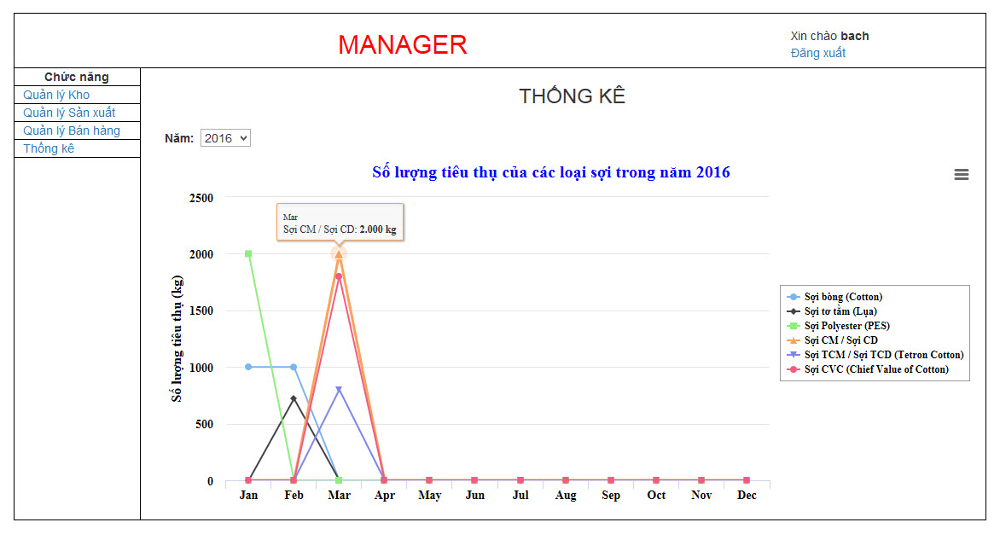 MANAGER
Xin chào bach
Đăng xuất
Chức năng
Quản lý Kho
Quản lý Sản xuất
Quản lý Bán hàng
Thống kê
THỐNG KÊ
Năm: 2016
Số lượng tiêu thụ của các loại sợi trong năm 2016
Số lượng tiêu thụ (kg)
2500
2000
1500
1000
500
0
Mar
Sợi CM / Sợi CD: 2.000 kg
Jan Feb Mar Apr May Jun Jul Aug Sep Oct Nov Dec
Sợi bông (Cotton)
Sợi tơ tằm (Lụa)
Sợi Polyester (PES)
Sợi CM / Sợi CD
Sợi TCM / Sợi TCD (Tetron Cotton)
Sợi CVC (Chief Value of Cotton)